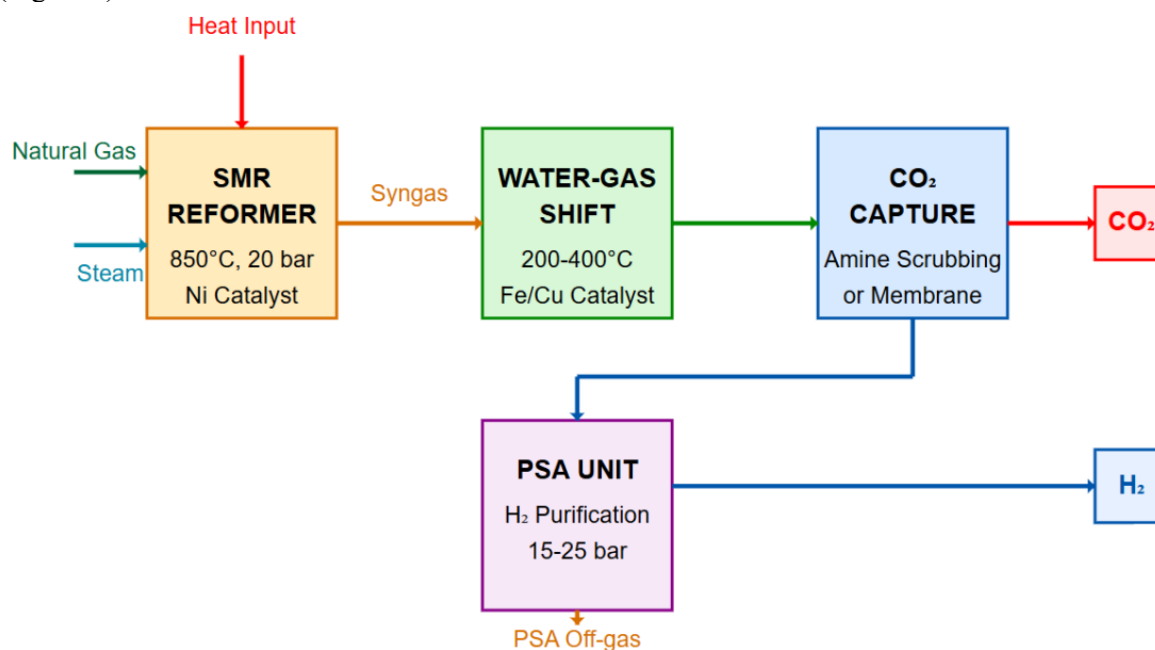 Heat Input
Natural Gas
Steam
SMR
REFORMER
850°C, 20 bar
Ni Catalyst
Syngas
WATER-GAS
SHIFT
200-400°C
Fe/Cu Catalyst
CO₂
CAPTURE
Amine Scrubbing
or Membrane
CO₂
PSA UNIT
H₂ Purification
15-25 bar
H₂
PSA Off-gas